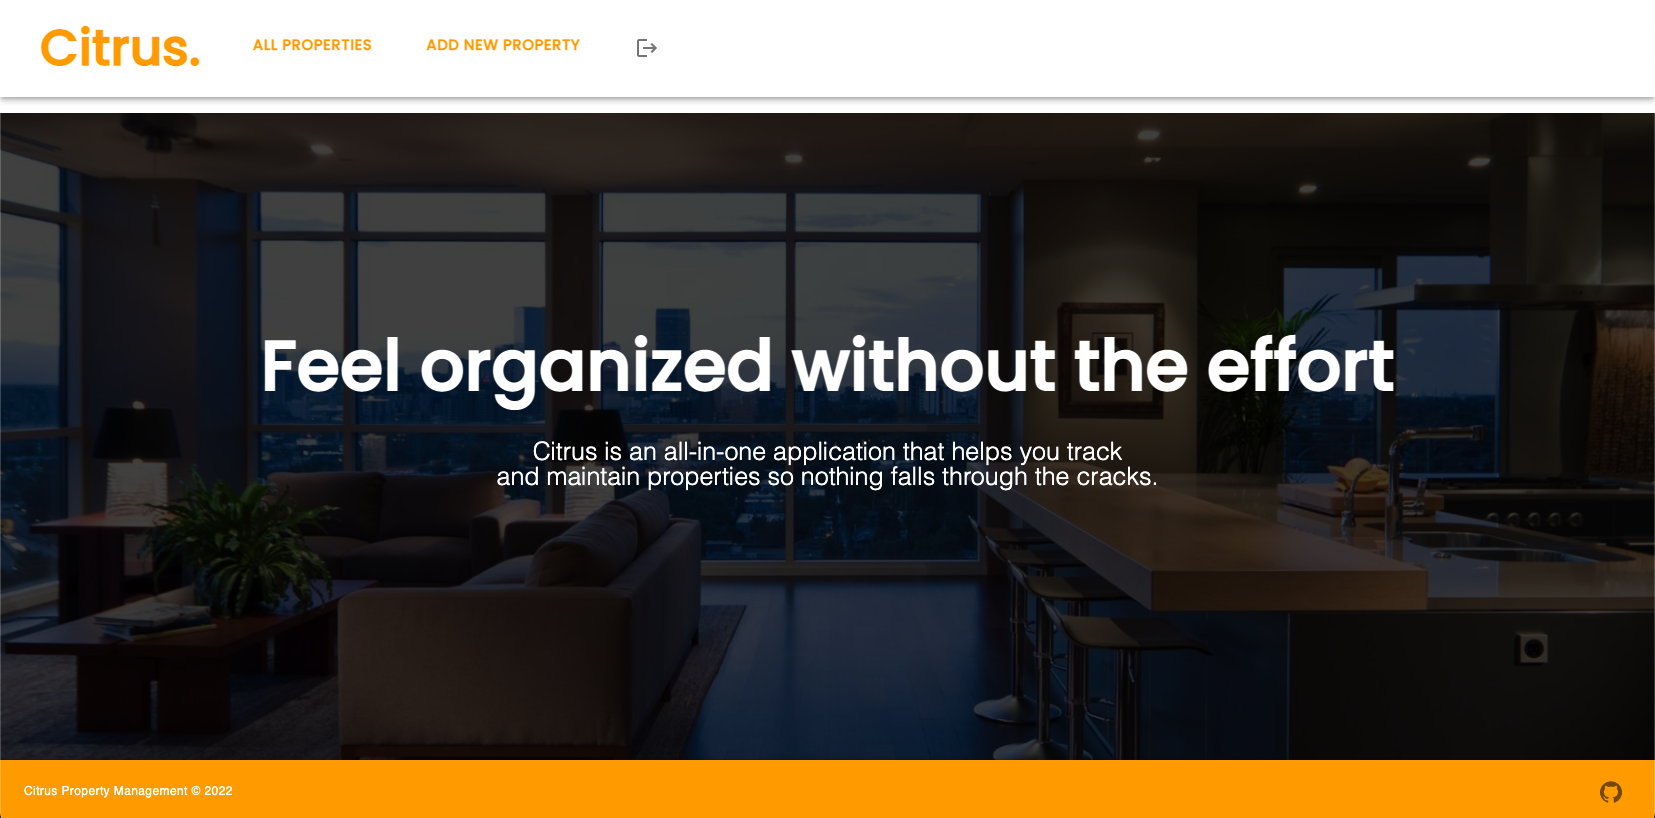 Citrus.
ALL PROPERTIES
ADD NEW PROPERTY
Feel organized without the effort
Citrus is an all-in-one application that helps you track
and maintain properties so nothing falls through the cracks.
Citrus Property Management © 2022